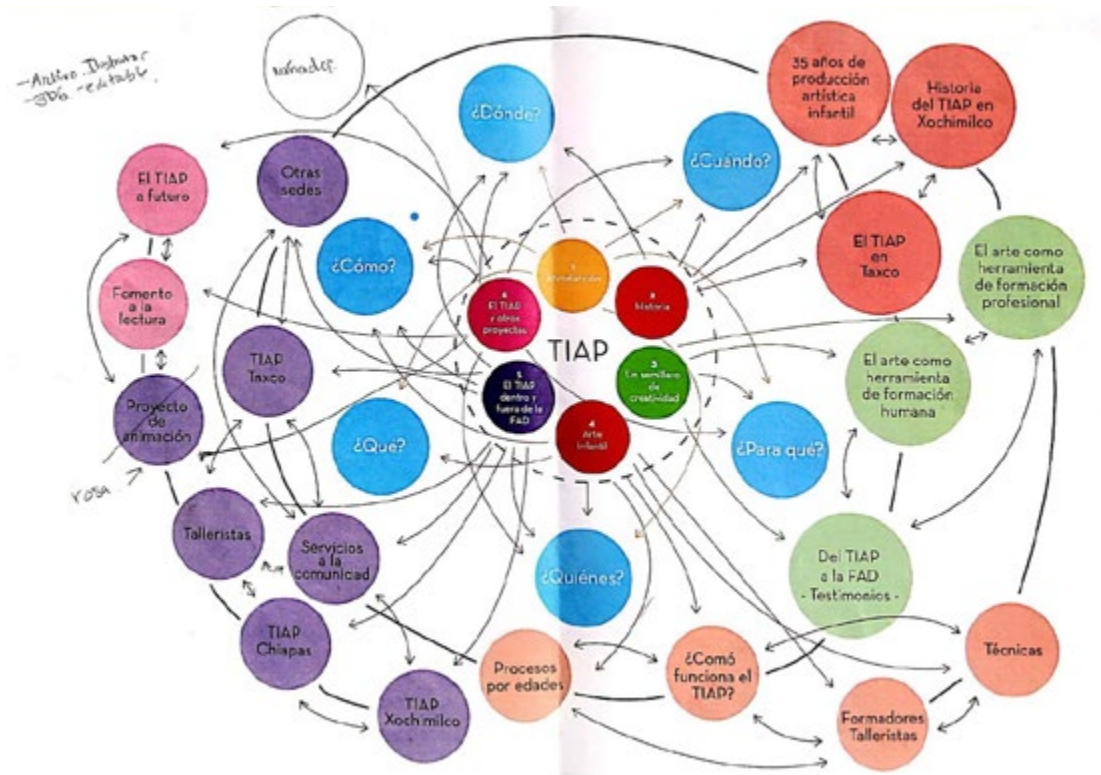 ¿Dónde?
35 años de
producción
artística
infantil
Historia
del TIAP en
Xochimilco
¿Cuándo?
El TIAP
a futuro
Otras
sedes
¿Cómo?
El TIAP
en
Taxco
El arte como
herramienta
de formación
profesional
Fomento
a la
lectura
6
El TIAP
y otros
proyectos
2
Historia
TIAP
TIAP
Taxco
5
El TIAP
dentro y
fuera de la
FAD
3
Un semillero
de
creatividad
El arte como
herramienta
de formación
humana
Proyecto
de
animación
4
Arte
infantil
¿Qué?
¿Para qué?
rosa
Talleristas
Servicios
a la
comunidad
¿Quiénes?
Del TIAP
a la FAD
- Testimonios -
TIAP
Chiapas
Procesos
por edades
¿Comó
funciona el
TIAP?
Técnicas
TIAP
Xochimilco
Formadores
Talleristas